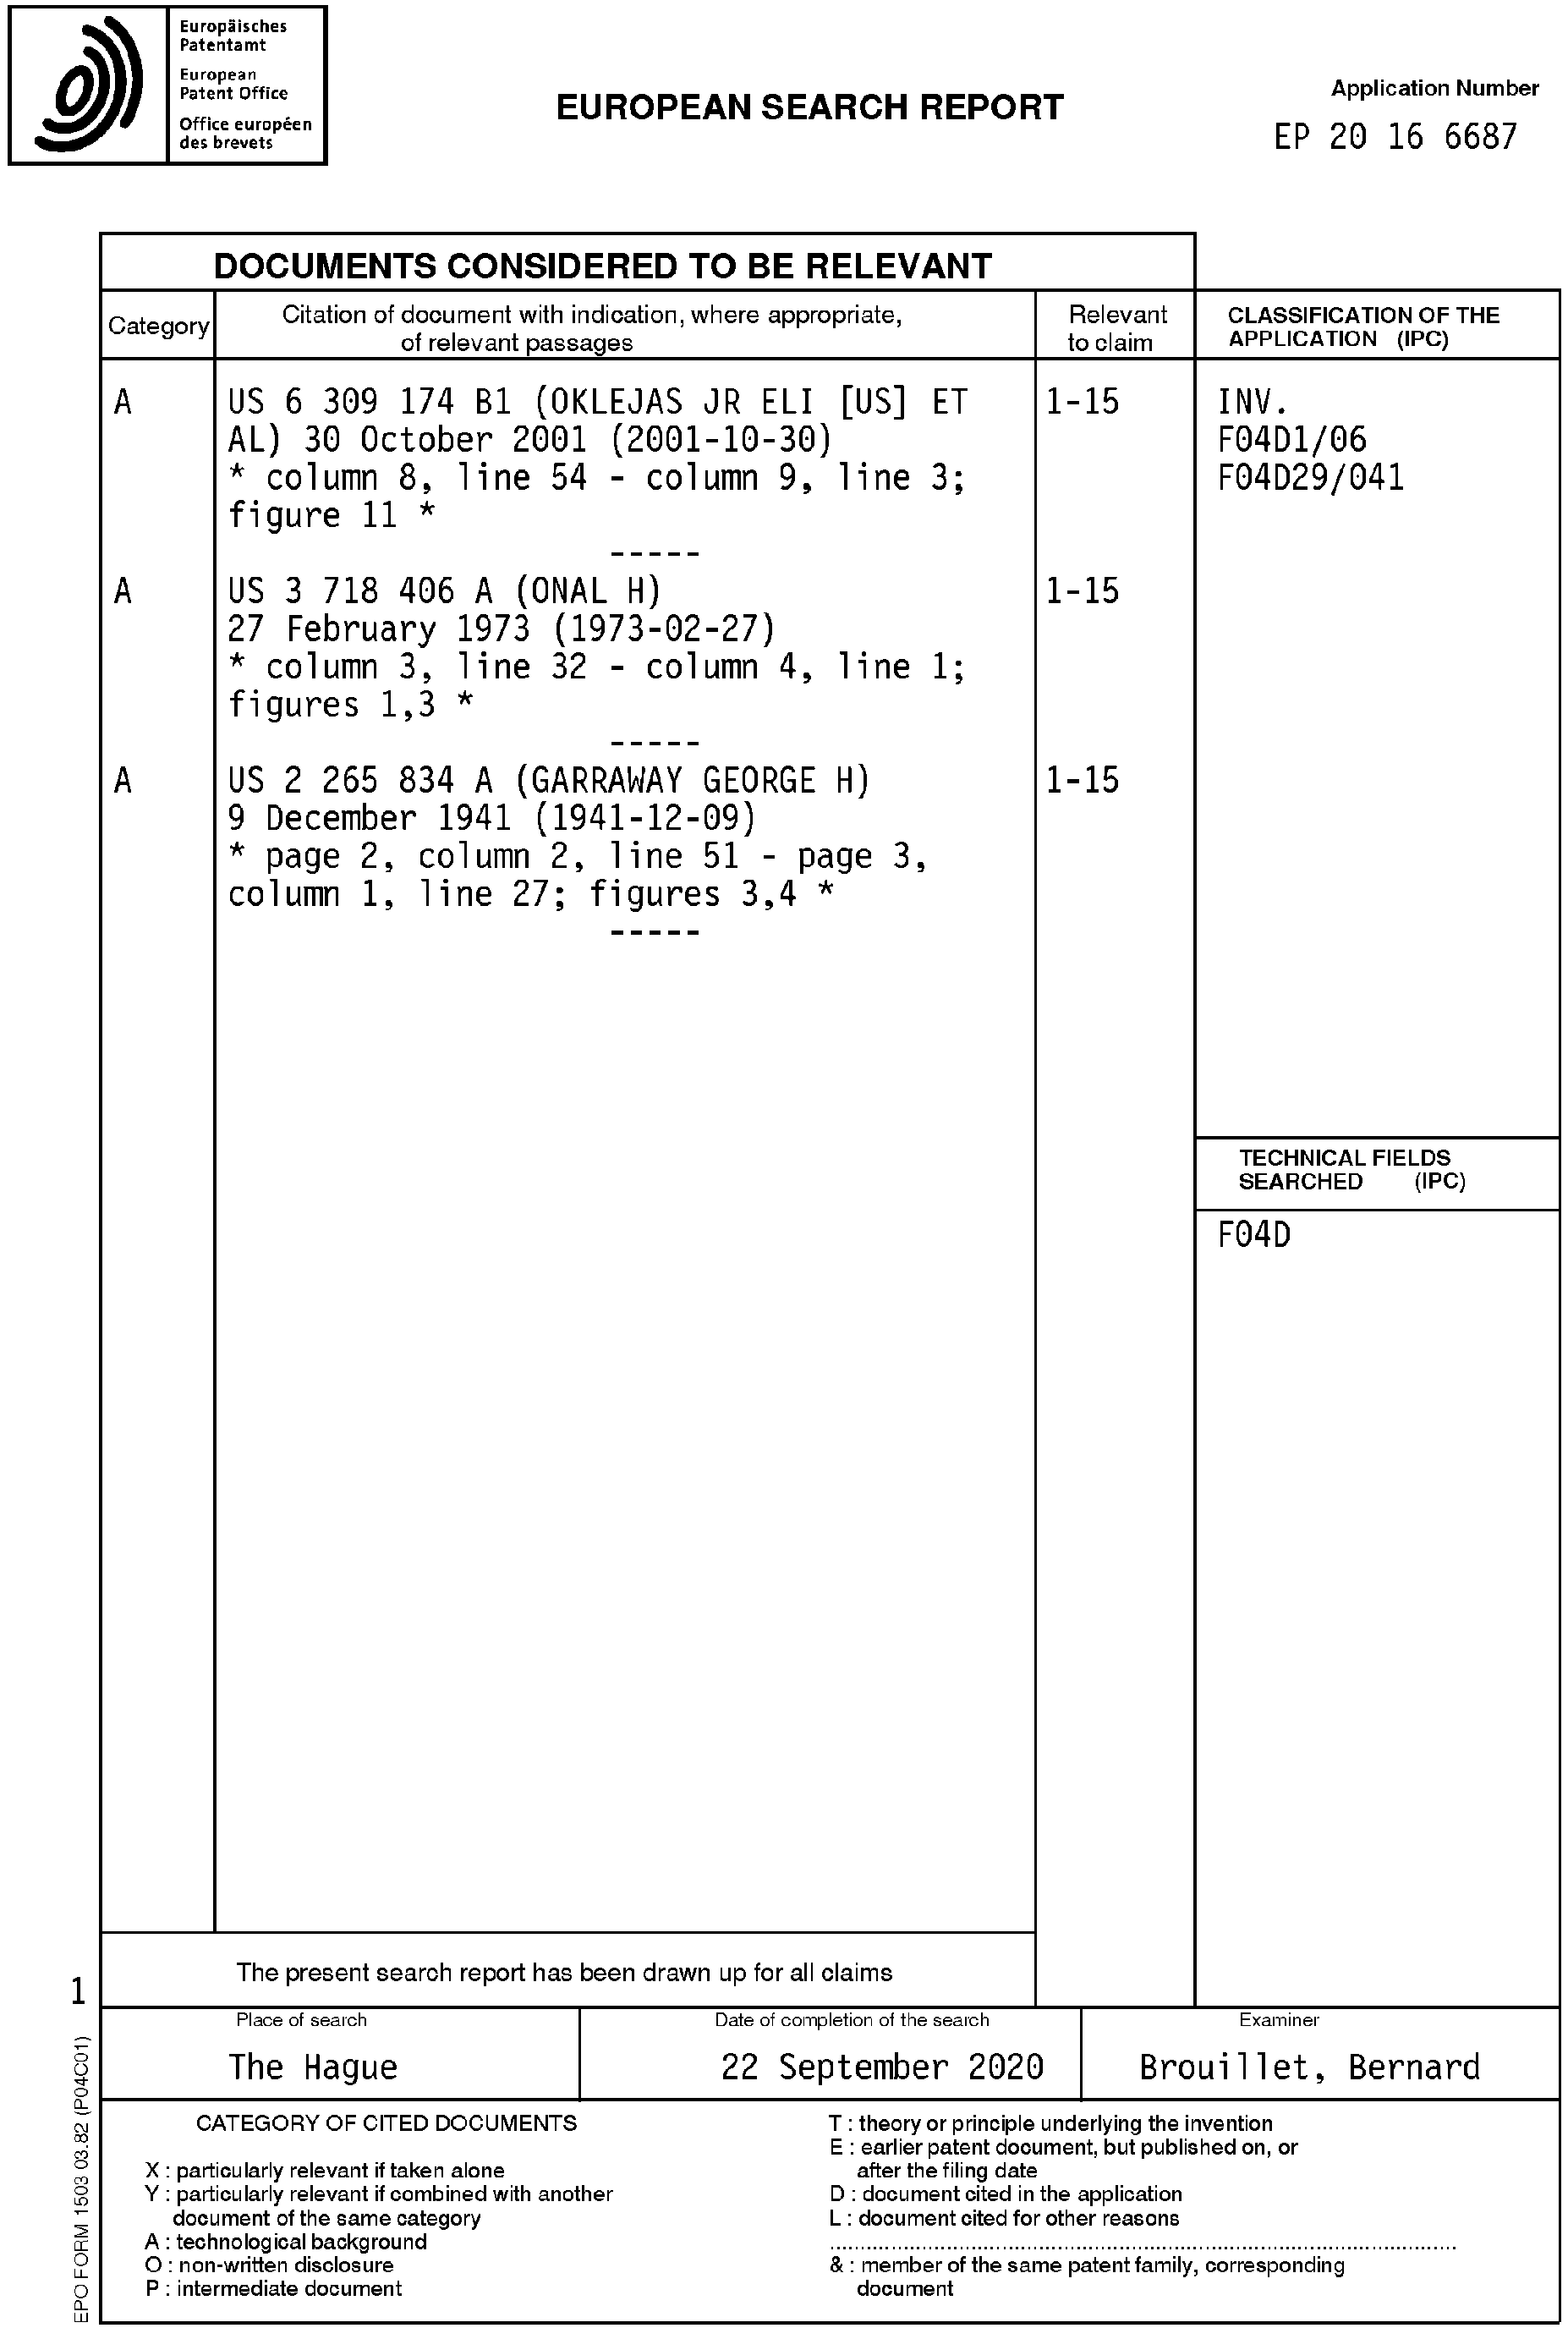 Europäisches
Patentamt
European
Patent Office
Office européen
des brevets
EUROPEAN SEARCH REPORT
Application Number
EP 20 16 6687
DOCUMENTS CONSIDERED TO BE RELEVANT
Category
Citation of document with indication, where appropriate,
of relevant passages
Relevant
to claim
CLASSIFICATION OF THE
APPLICATION (IPC)
A
US 6 309 174 B1 (OKLEJAS JR ELI [US] ET
AL) 30 October 2001 (2001-10-30)
* column 8, line 54 - column 9, line 3;
figure 11 *
-----
1-15
INV.
F04D1/06
F04D29/041
A
US 3 718 406 A (ONAL H)
27 February 1973 (1973-02-27)
* column 3, line 32 - column 4, line 1;
figures 1,3 *
-----
1-15
A
US 2 265 834 A (GARRAWAY GEORGE H)
9 December 1941 (1941-12-09)
* page 2, column 2, line 51 - page 3,
column 1, line 27; figures 3,4 *
-----
1-15
TECHNICAL FIELDS
SEARCHED (IPC)
F04D
The present search report has been drawn up for all claims
1
Place of search
The Hague
Date of completion of the search
22 September 2020
Examiner
Brouillet, Bernard
CATEGORY OF CITED DOCUMENTS
X : particularly relevant if taken alone
Y : particularly relevant if combined with another
document of the same category
A : technological background
O : non-written disclosure
P : intermediate document
T : theory or principle underlying the invention
E : earlier patent document, but published on, or
after the filing date
D : document cited in the application
L : document cited for other reasons
& : member of the same patent family, corresponding
document
EPO FORM 1503 03.82 (P04C01)